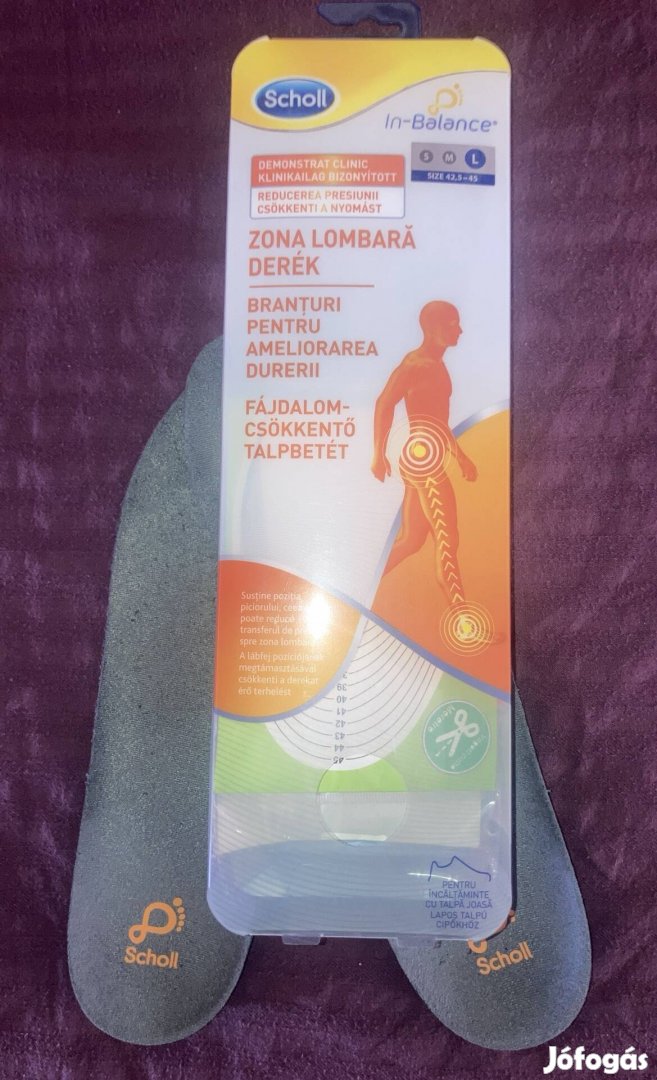 Scholl
In-Balance®
DEMONSTRAT CLINIC
KLINIKAILAG BIZONYÍTOTT
REDUCEREA PRESIUNII
CSÖKKENTI A NYOMÁST
S M L
SIZE 42,5-45
ZONA LOMBARĂ
DERÉK
BRANȚURI
PENTRU
AMELIORAREA
DURERII
FÁJDALOM-
CSÖKKENTŐ
TALPBETÉT
Susține poziția
piciorului, ceea
poate reduce
transferul de
spre zona lombară
A lábfej pozíciójának
megtámasztásával
csökkenti a derekat
érő terhelést
39
40
41
42
43
44
45
PENTRU
ÎNCĂLȚĂMINTE
CU TALPĂ JOASĂ
LAPOS TALPÚ
CIPŐKHÖZ
Scholl
Scholl
Jófogás